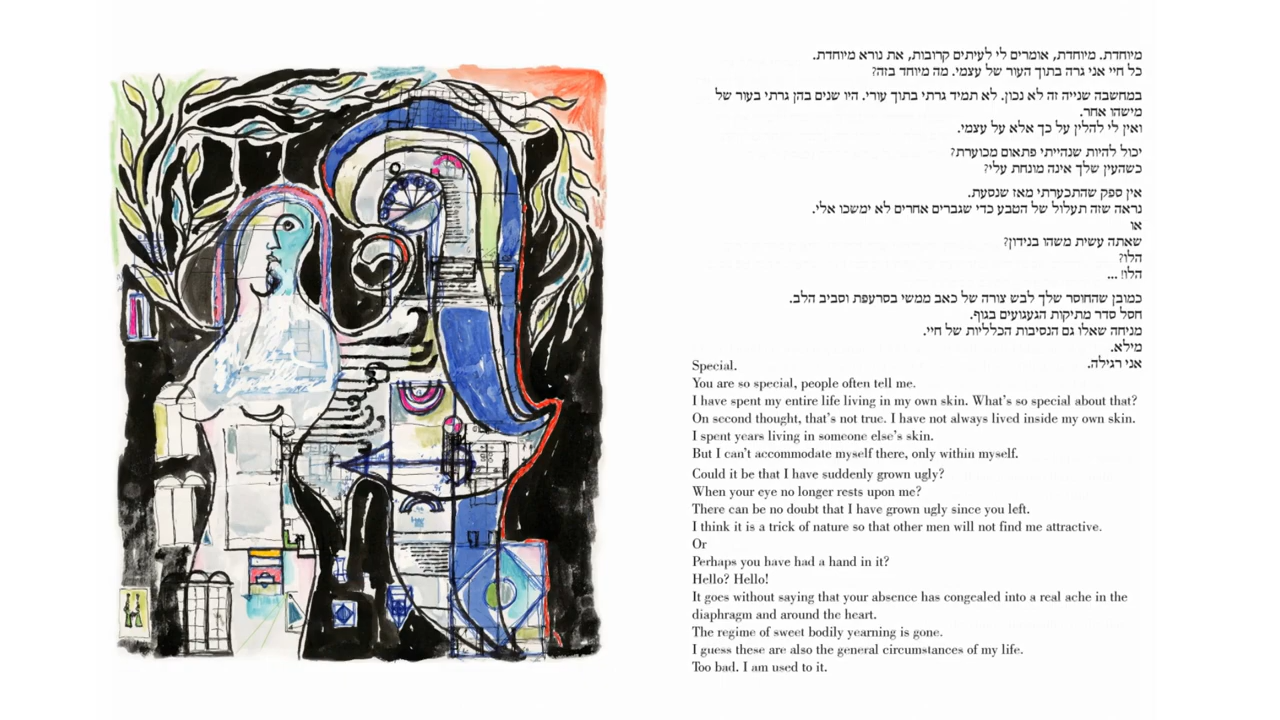 מיוחדת. מיוחדת, אומרים לי לעיתים קרובות, את נורא מיוחדת.
כל חיי אני גרה בתוך העור של עצמי. מה מיוחד בזה?
במחשבה שנייה זה לא נכון. לא תמיד גרתי בתוך עורי. היו שנים בהן גרתי בעור של
מישהו אחר.
ואין לי להלין על כך אלא על עצמי.
יכול להיות שנהייתי פתאום מכוערת?
כשהעין שלך אינה מונחת עליי?
אין ספק שהתכערתי מאז שנסעת.
נראה שזה תעלול של הטבע כדי שגברים אחרים לא ימשכו אלי.
או
שאתה עשית משהו בנידון?
הלו?
הלו! ...
כמובן שהחוסר שלך לבש צורה של כאב ממשי בסרעפת וסביב הלב.
חסל סדר מתיקות הגעגועים בגוף.
מניחה שאלו גם הנסיבות הכלליות של חיי.
מילא.
אני רגילה.
Special.
You are so special, people often tell me.
I have spent my entire life living in my own skin. What's so special about that?
On second thought, that's not true. I have not always lived inside my own skin.
I spent years living in someone else's skin.
But I can't accommodate myself there, only within myself.
Could it be that I have suddenly grown ugly?
When your eye no longer rests upon me?
There can be no doubt that I have grown ugly since you left.
I think it is a trick of nature so that other men will not find me attractive.
Or
Perhaps you have had a hand in it?
Hello? Hello!
It goes without saying that your absence has congealed into a real ache in the
diaphragm and around the heart.
The regime of sweet bodily yearning is gone.
I guess these are also the general circumstances of my life.
Too bad. I am used to it.